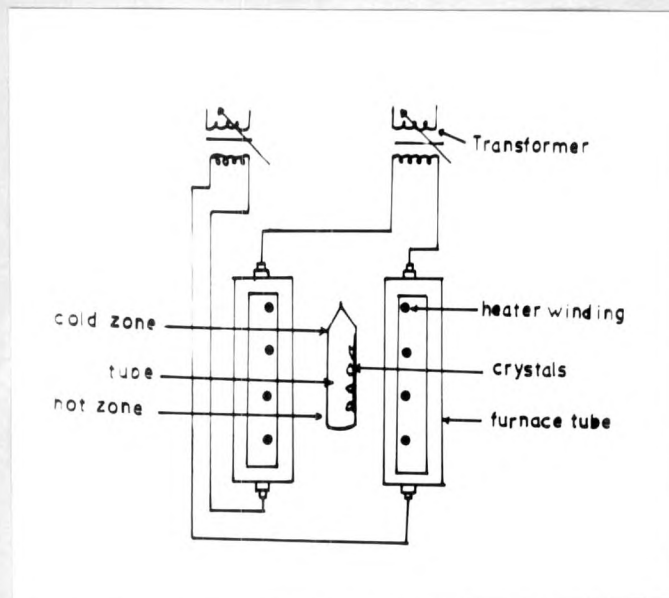 Transformer
cold zone
heater winding
tube
crystals
hot zone
furnace tube